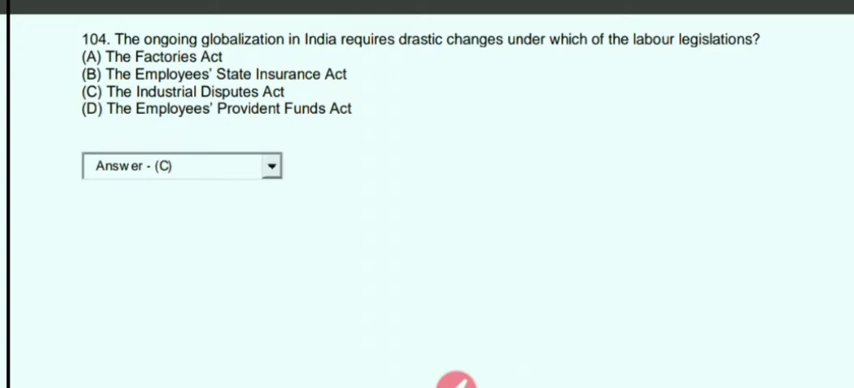 104. The ongoing globalization in India requires drastic changes under which of the labour legislations?
(A) The Factories Act
(B) The Employees' State Insurance Act
(C) The Industrial Disputes Act
(D) The Employees' Provident Funds Act
Answer - (C)